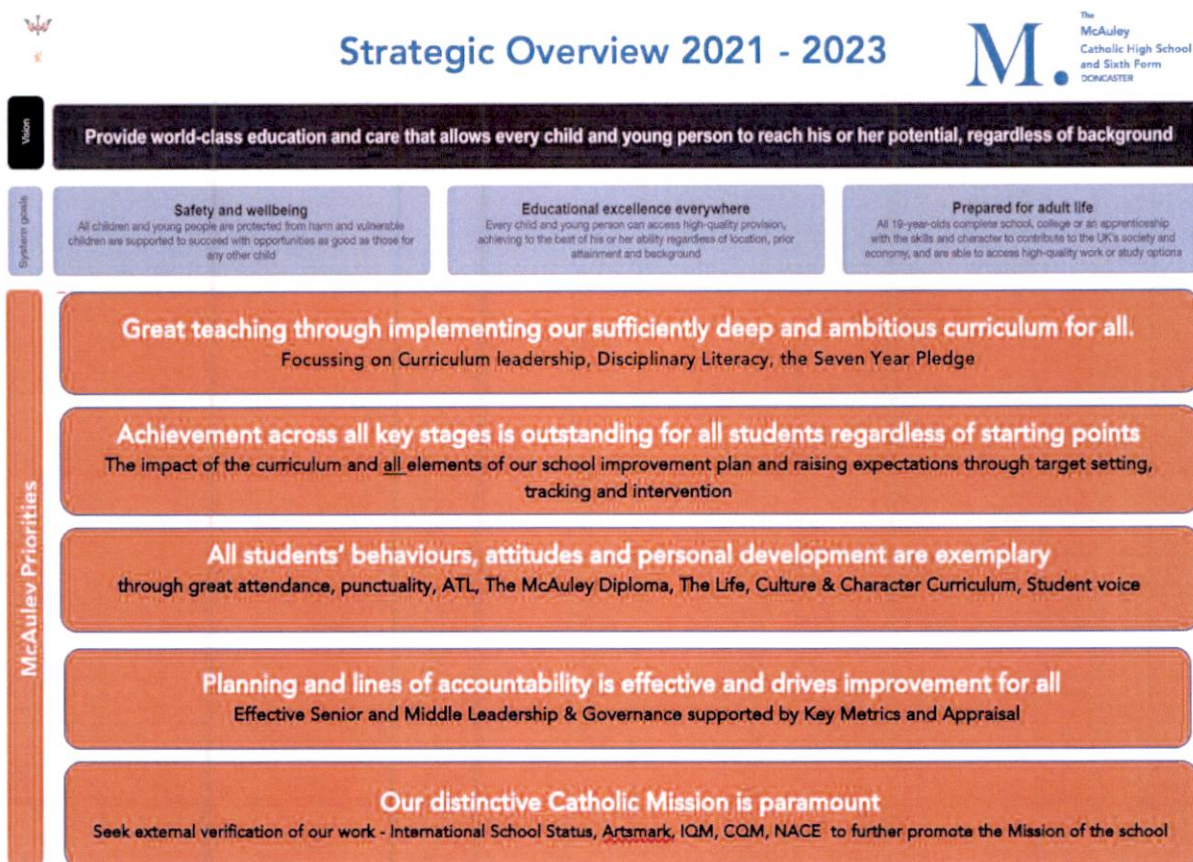 Strategic Overview 2021 - 2023
M.
The
McAuley
Catholic High School
and Sixth Form
DONCASTER
Vision
Provide world-class education and care that allows every child and young person to reach his or her potential, regardless of background
System goals
Safety and wellbeing
All children and young people are protected from harm and vulnerable
children are supported to succeed with opportunities as good as those for
any other child
Educational excellence everywhere
Every child and young person can access high-quality provision,
achieving to the best of his or her ability regardless of location, prior
attainment and background
Prepared for adult life
All 19-year-olds complete school, college or an apprenticeship
with the skills and character to contribute to the UK's society and
economy, and are able to access high-quality work or study options
McAuley Priorities
Great teaching through implementing our sufficiently deep and ambitious curriculum for all.
Focussing on Curriculum leadership, Disciplinary Literacy, the Seven Year Pledge
Achievement across all key stages is outstanding for all students regardless of starting points
The impact of the curriculum and all elements of our school improvement plan and raising expectations through target setting,
tracking and intervention
All students' behaviours, attitudes and personal development are exemplary
through great attendance, punctuality, ATL, The McAuley Diploma, The Life, Culture & Character Curriculum, Student voice
Planning and lines of accountability is effective and drives improvement for all
Effective Senior and Middle Leadership & Governance supported by Key Metrics and Appraisal
Our distinctive Catholic Mission is paramount
Seek external verification of our work - International School Status, Artsmark, IQM, CQM, NACE to further promote the Mission of the school